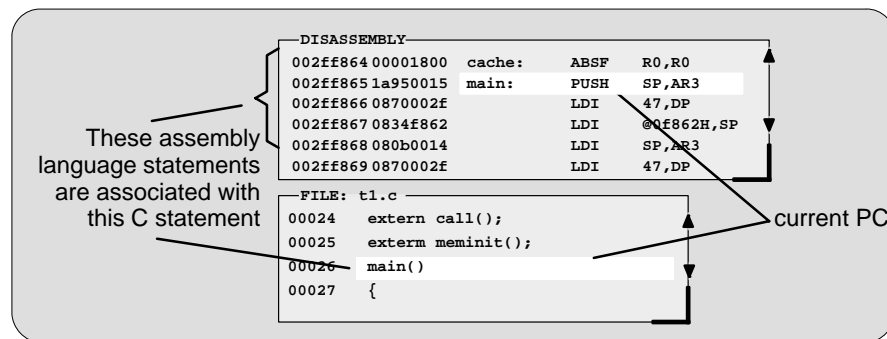 DISASSEMBLY
002ff864 00001800 cache: ABSF R0,R0
002ff865 1a950015 main: PUSH SP,AR3
002ff866 0870002f LDI 47,DP
002ff867 0834f862 LDI @0f862H,SP
002ff868 080b0014 LDI SP,AR3
002ff869 0870002f LDI 47,DP
These assembly
language statements
are associated with
this C statement
FILE: t1.c
00024 extern call();
00025 exterm meminit();
00026 main()
00027 {
current PC